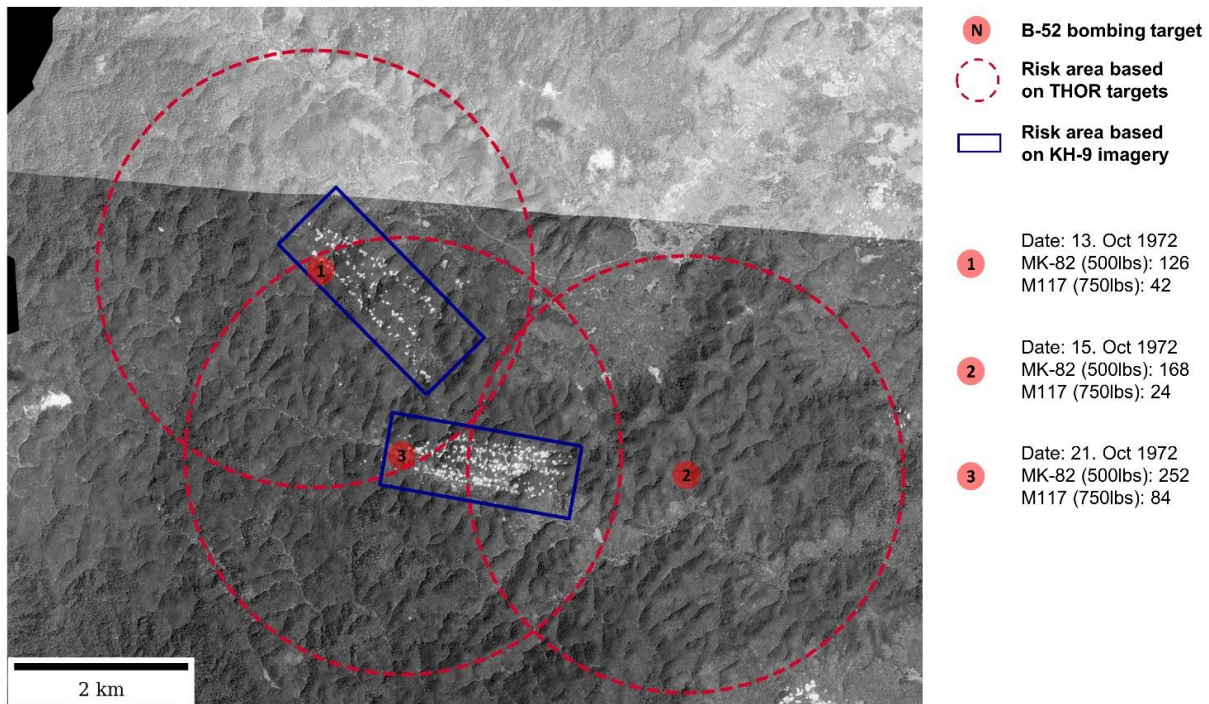 N
B-52 bombing target
Risk area based
on THOR targets
Risk area based
on KH-9 imagery
1
Date: 13. Oct 1972
MK-82 (500lbs): 126
M117 (750lbs): 42
2
Date: 15. Oct 1972
MK-82 (500lbs): 168
M117 (750lbs): 24
3
Date: 21. Oct 1972
MK-82 (500lbs): 252
M117 (750lbs): 84
1
3
2
2 km